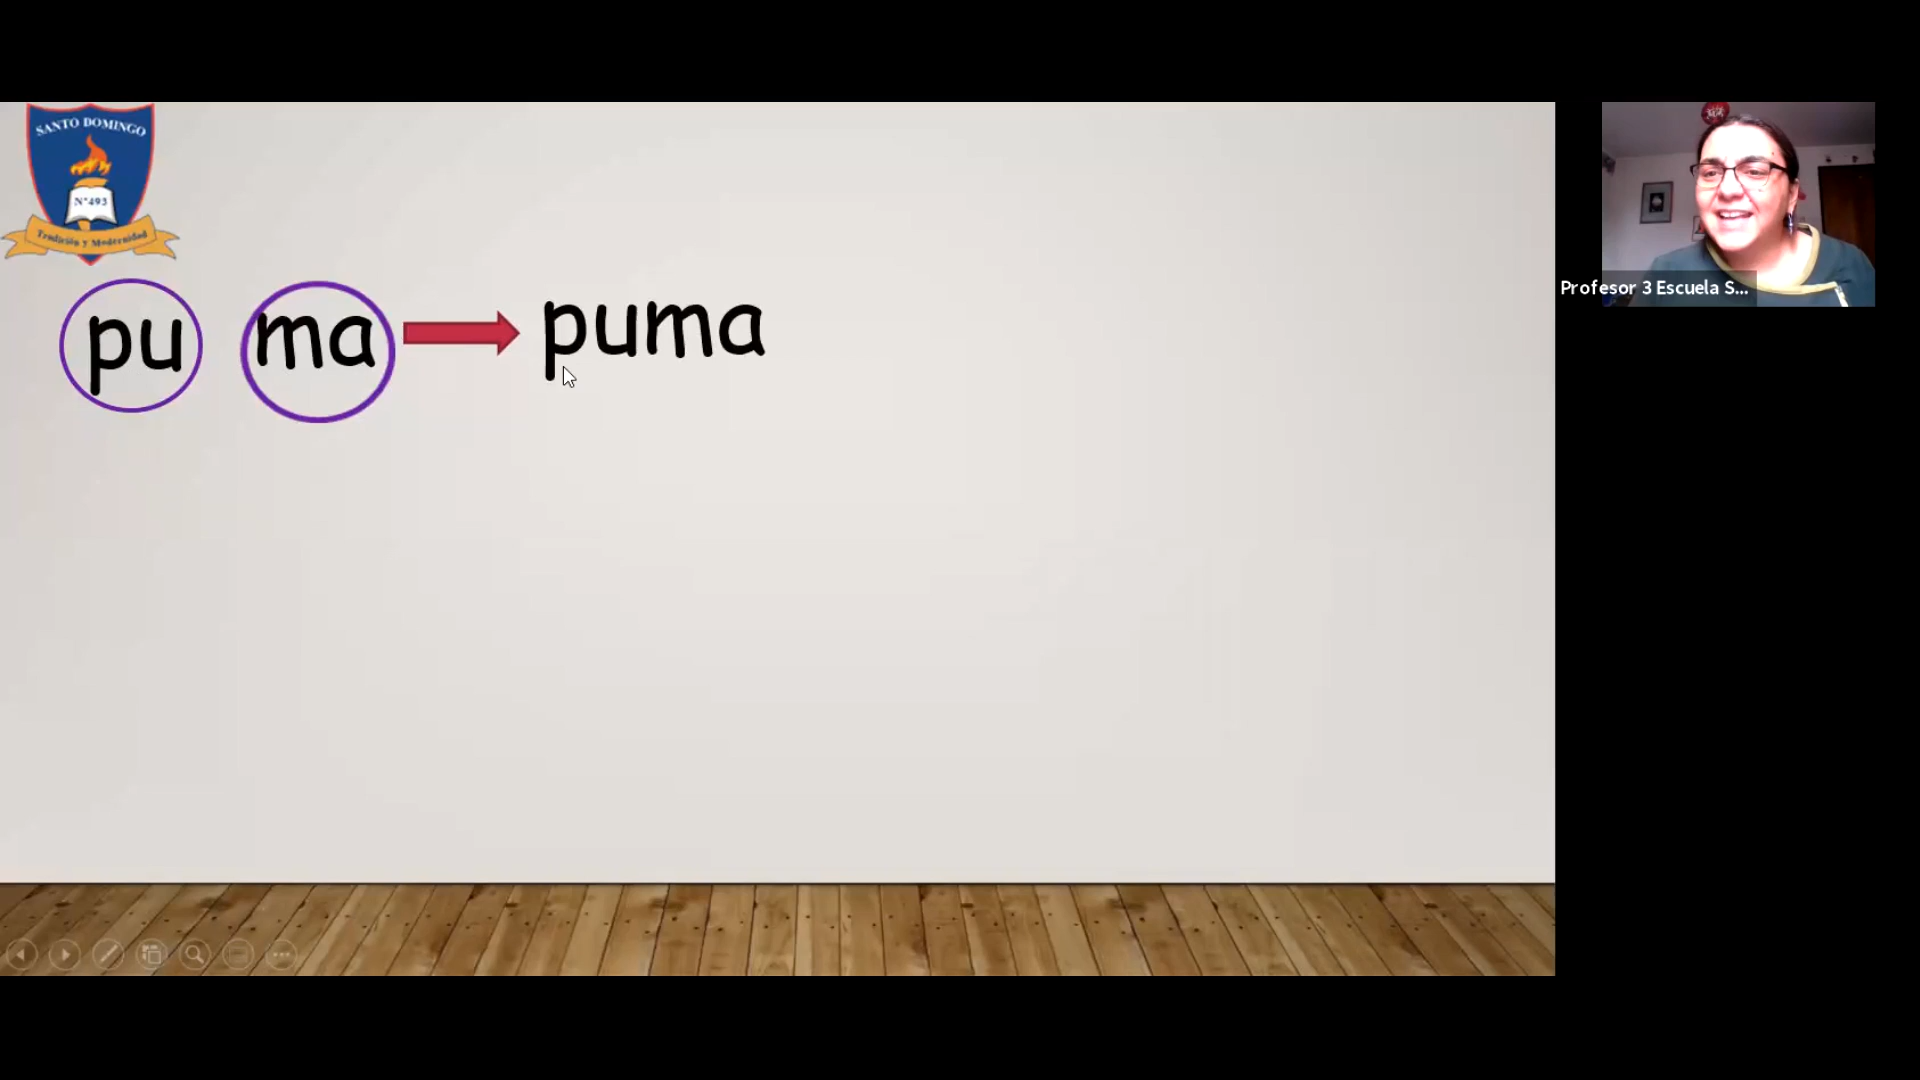 SANTO DOMINGO
N°493
Tradición y Modernidad
pu ma puma
Profesor 3 Escuela S...